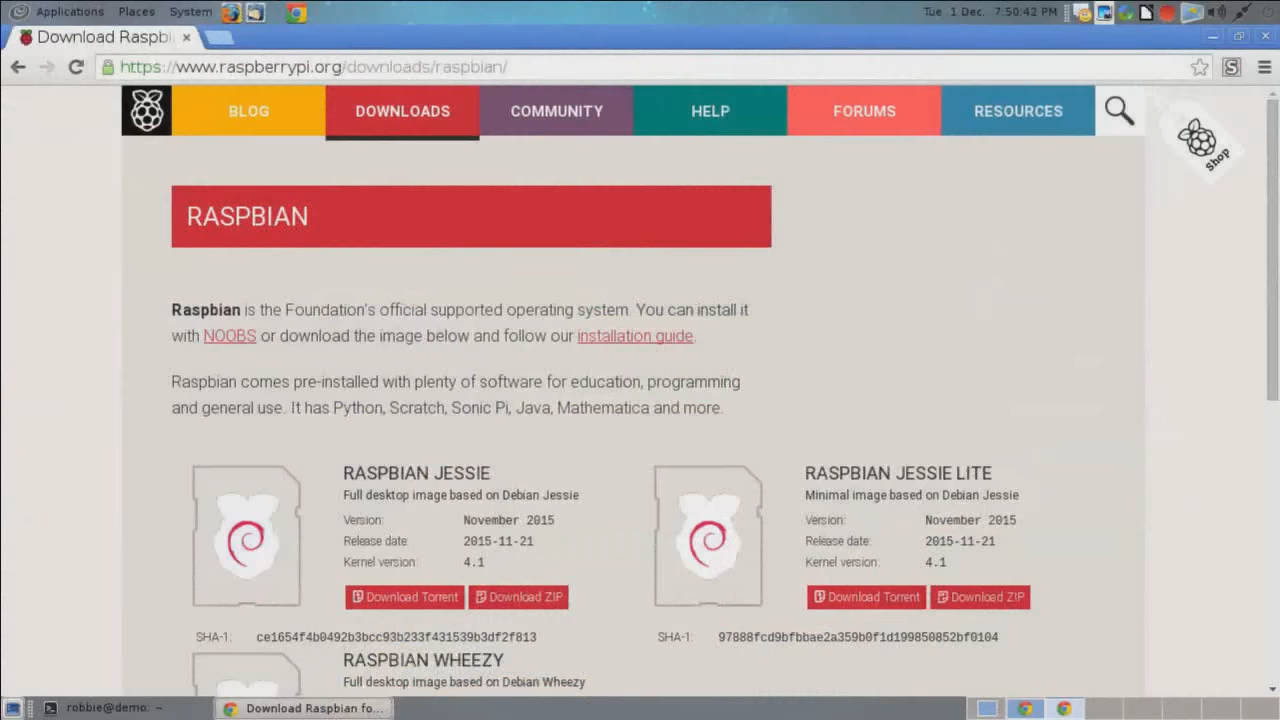 Applications Places System Tue 1 Dec, 7:50:42 PM
Download Raspbi
https://www.raspberrypi.org/downloads/raspbian/
BLOG DOWNLOADS COMMUNITY HELP FORUMS RESOURCES
shop
RASPBIAN
Raspbian is the Foundation's official supported operating system. You can install it
with NOOBS or download the image below and follow our installation guide.
Raspbian comes pre-installed with plenty of software for education, programming
and general use. It has Python, Scratch, Sonic Pi, Java, Mathematica and more.
RASPBIAN JESSIE
Full desktop image based on Debian Jessie
Version: November 2015
Release date: 2015-11-21
Kernel version: 4.1
Download Torrent Download ZIP
SHA-1: ce1654f4b0492b3bcc93b233f431539b3df2f813
RASPBIAN JESSIE LITE
Minimal image based on Debian Jessie
Version: November 2015
Release date: 2015-11-21
Kernel version: 4.1
Download Torrent Download ZIP
SHA-1: 97888fcd9bfbbae2a359b0f1d199850852bf0104
RASPBIAN WHEEZY
Full desktop image based on Debian Wheezy
robbie@demo: ~ Download Raspbian fo...